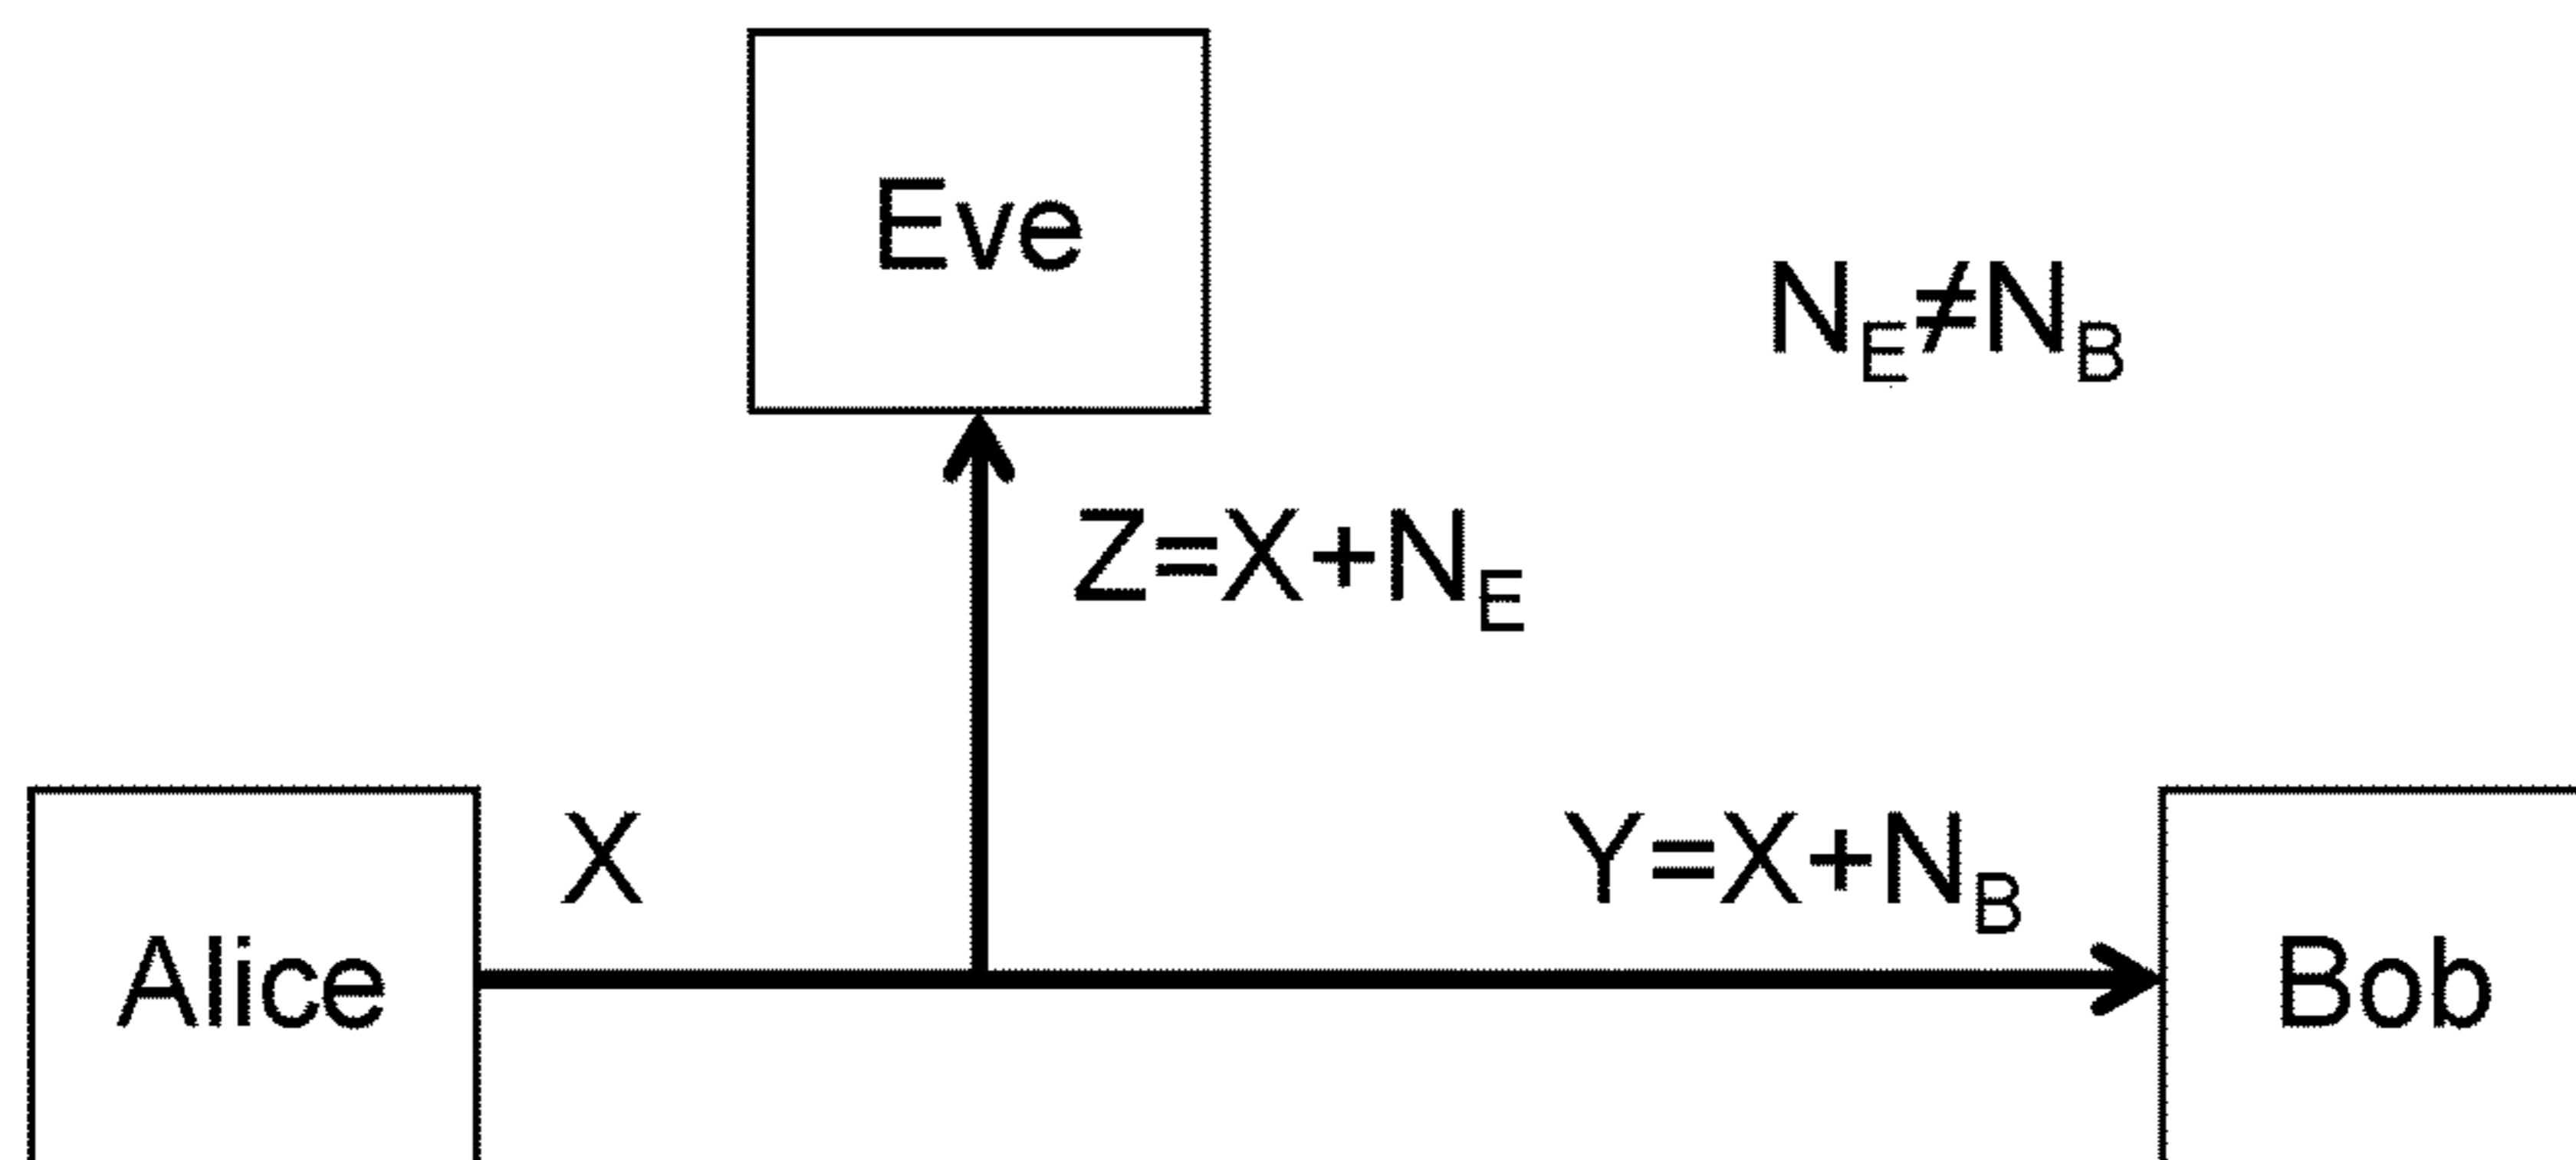 Eve
N_E≠N_B
Z=X+N_E
X
Y=X+N_B
Alice
Bob